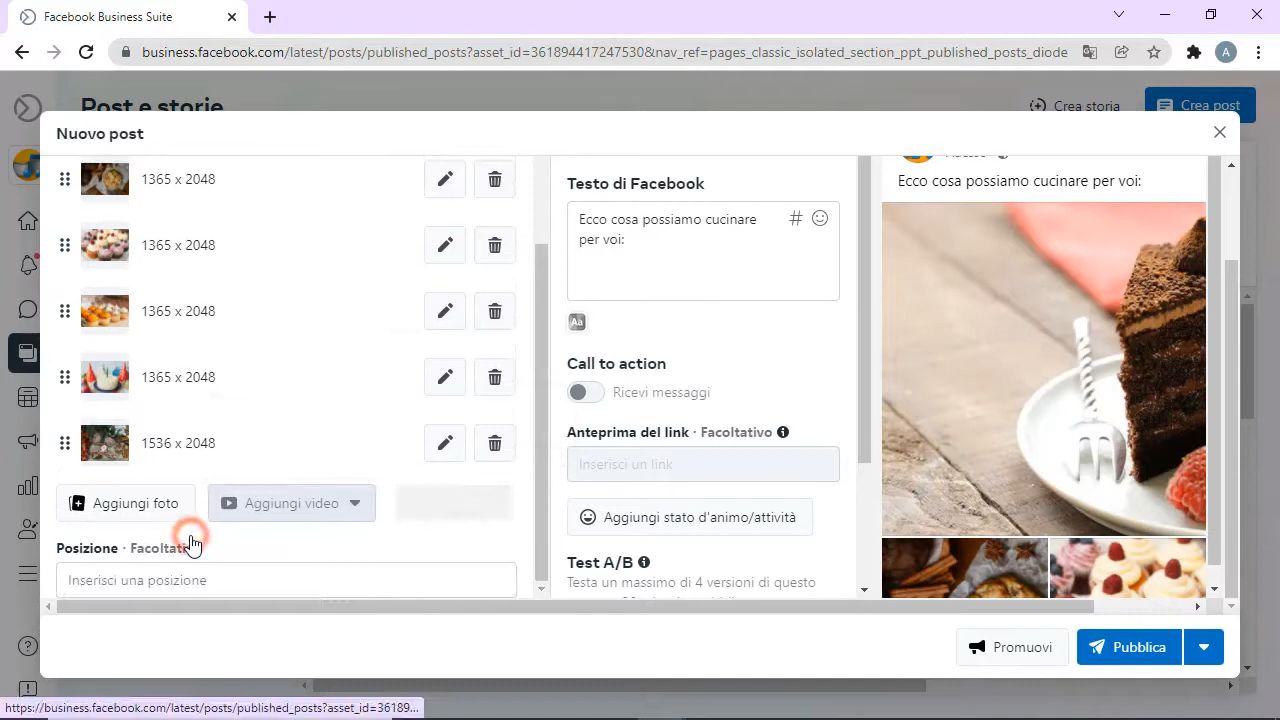 Facebook Business Suite
business.facebook.com/latest/posts/published_posts?asset_id=3618944172475308&nav_ref=pages_classic_isolated_section_ppt_published_posts_diode
A
Post e storie
Crea storia
Crea post
Nuovo post
1365 x 2048
1365 x 2048
1365 x 2048
1365 x 2048
1536 x 2048
Aggiungi foto
Aggiungi video
Posizione · Facoltati
Inserisci una posizione
Testo di Facebook
Ecco cosa possiamo cucinare
per voi:
Aa
Call to action
Ricevi messaggi
Anteprima del link · Facoltativo
Inserisci un link
Aggiungi stato d'animo/attività
Test A/B
Testa un massimo di 4 versioni di questo
Ecco cosa possiamo cucinare per voi:
Promuovi
Pubblica
https://business.facebook.com/latest/posts/published_posts?asset_id=36189...